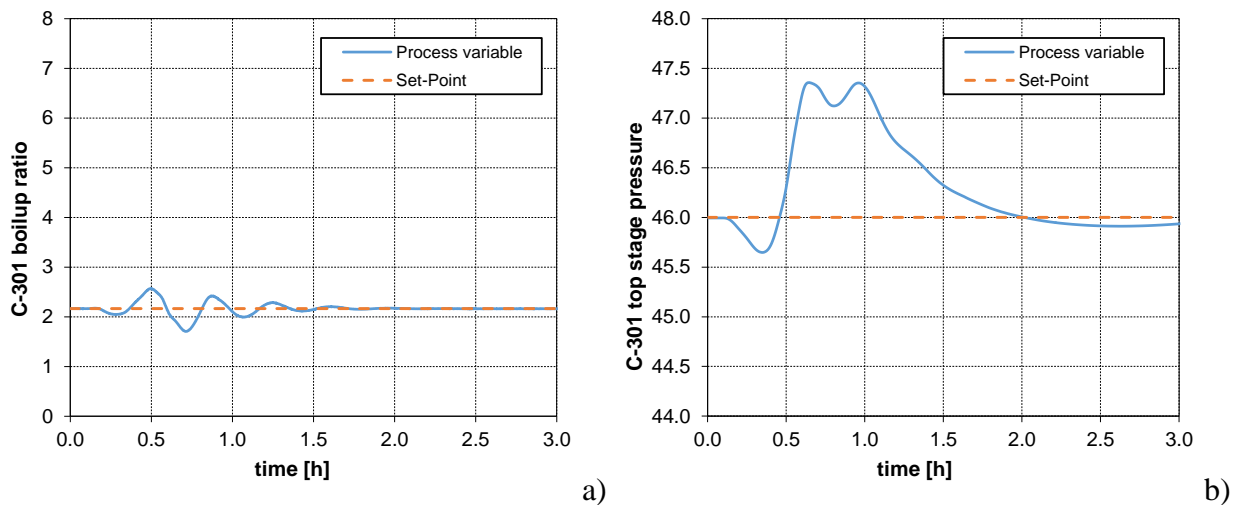 8
7
6
5
4
3
2
1
0
C-301 boilup ratio
Process variable
Set-Point
0.0 0.5 1.0 1.5 2.0 2.5 3.0
time [h]
a)
48.0
47.5
47.0
46.5
46.0
45.5
45.0
44.5
44.0
C-301 top stage pressure
Process variable
Set-Point
0.0 0.5 1.0 1.5 2.0 2.5 3.0
time [h]
b)